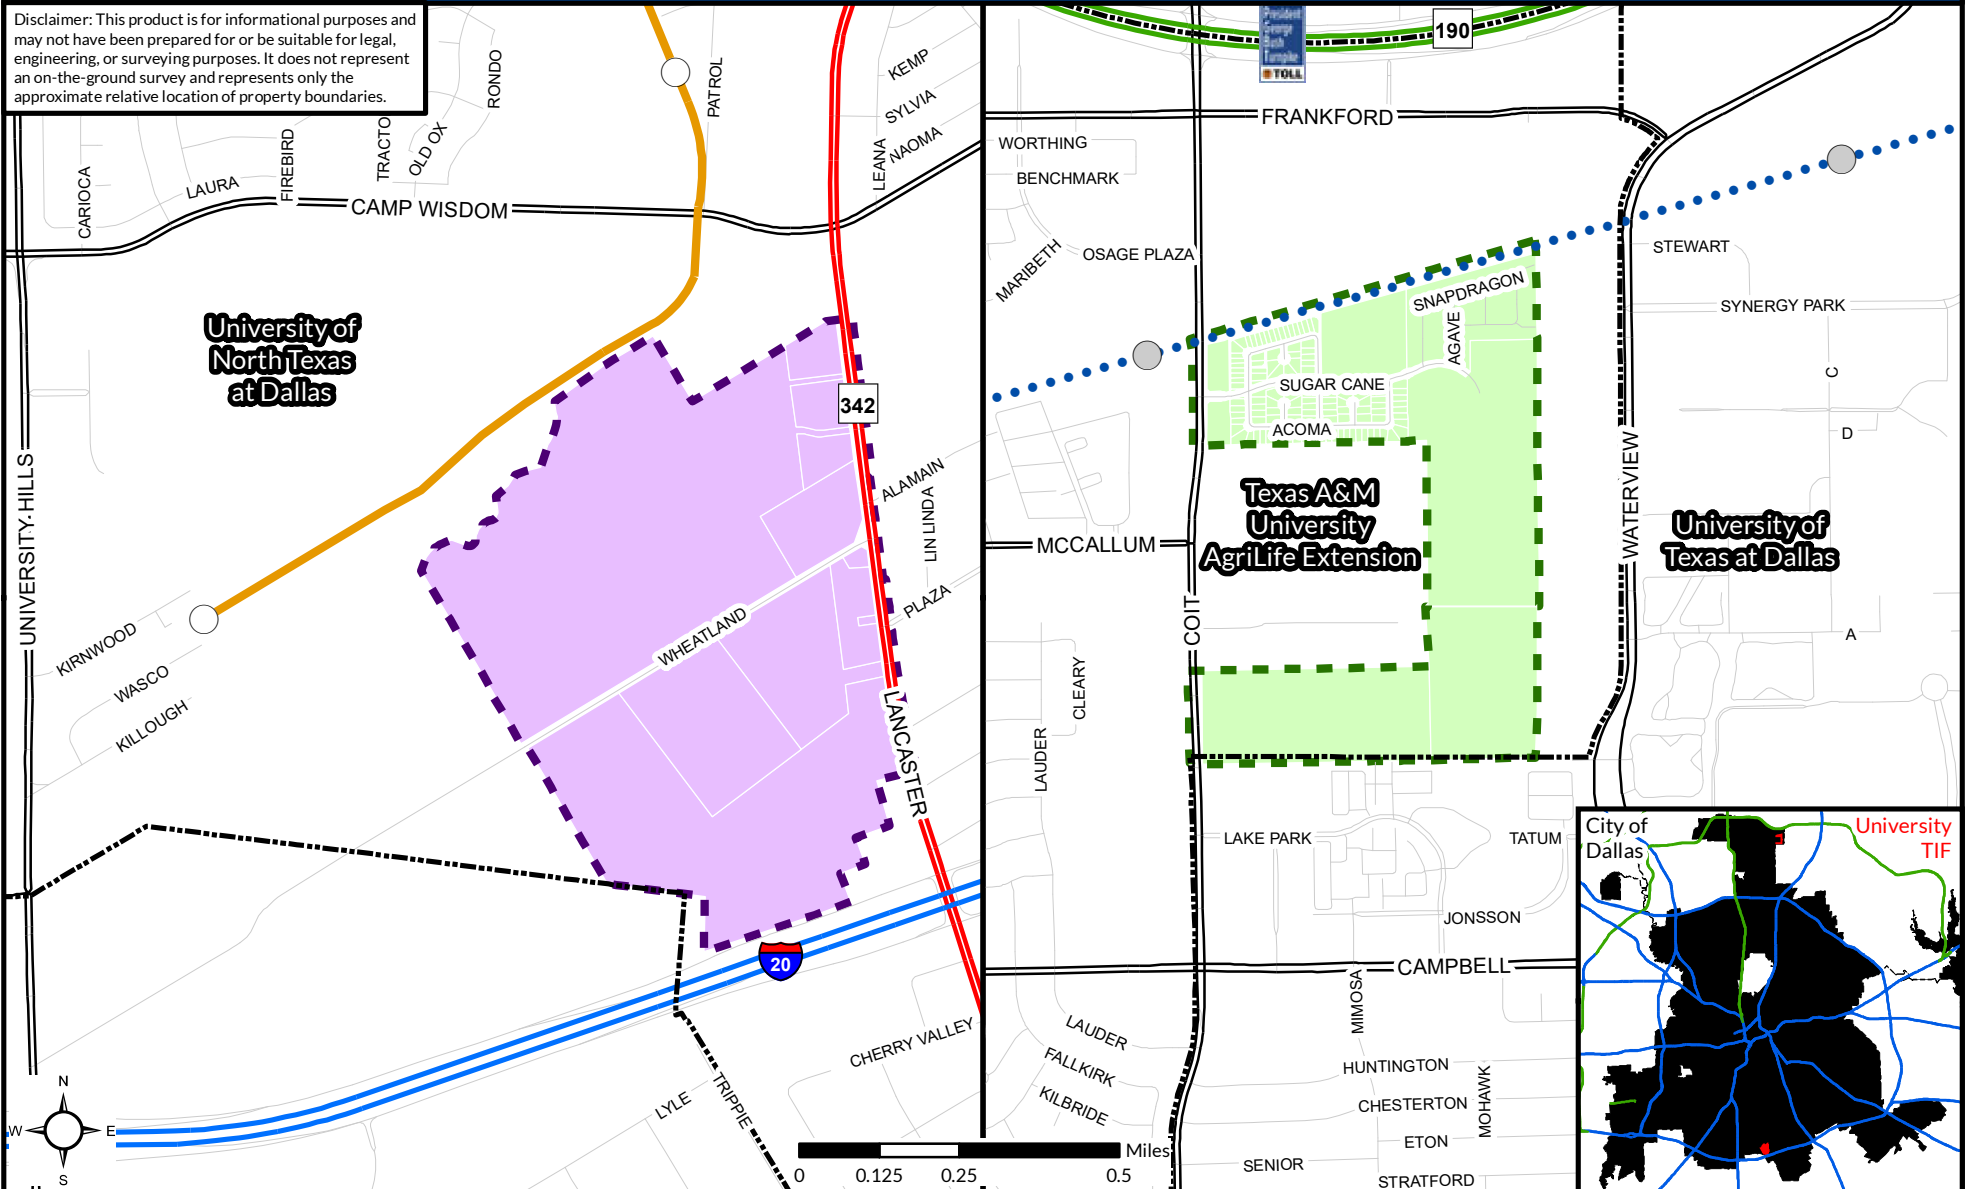 Disclaimer: This product is for informational purposes and
may not have been prepared for or be suitable for legal,
engineering, or surveying purposes. It does not represent
an on-the-ground survey and represents only the
approximate relative location of property boundaries.
RONDO
PATROL
KEMP
SYLVIA
NAOMA
LEANA
TRACTO
OLD OX
FIREBIRD
LAURA
CARIOCA
CAMP WISDOM
University of
North Texas
at Dallas
342
UNIVERSITY HILLS
ALAMAIN
LIN LINDA
PLAZA
WHEATLAND
KIRNWOOD
WASCO
KILLOUGH
LANCASTER
20
CHERRY VALLEY
TRIPPIE
LYLE
N
W
E
S
0
0.125
0.25
0.5
Miles
President
George
Bush
Turnpike
TOLL
190
FRANKFORD
WORTHING
BENCHMARK
MARIBETH
OSAGE PLAZA
STEWART
SNAPDRAGON
SYNERGY PARK
AGAVE
SUGAR CANE
ACOMA
C
D
Texas A&M
University
AgriLife Extension
MCCALLUM
WATERVIEW
University of
Texas at Dallas
COIT
A
CLEARY
LAUDER
LAKE PARK
TATUM
JONSSON
CAMPBELL
MIMOSA
LAUDER
FALLKIRK
KILBRIDE
HUNTINGTON
CHESTERTON
MOHAWK
ETON
SENIOR
STRATFORD
City of
Dallas
University
TIF